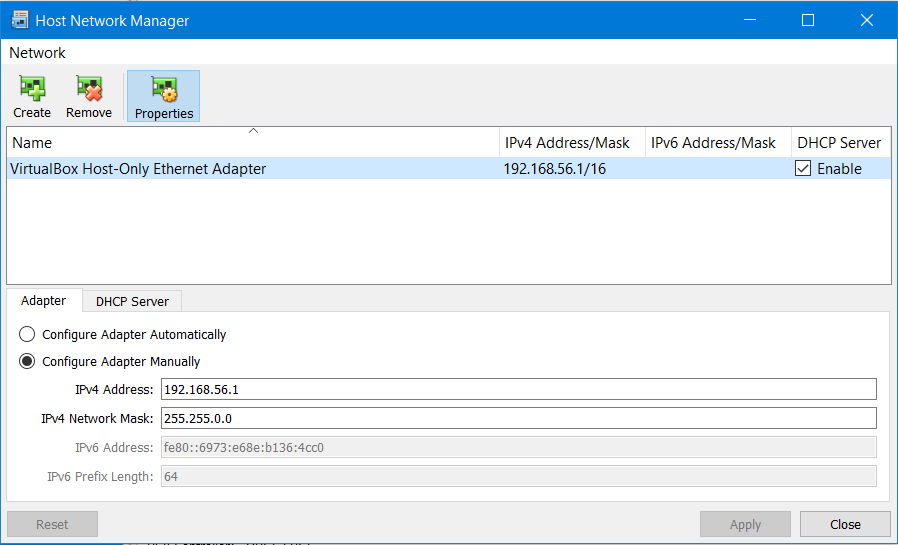 Host Network Manager
Network
Create Remove Properties
Name IPv4 Address/Mask IPv6 Address/Mask DHCP Server
VirtualBox Host-Only Ethernet Adapter 192.168.56.1/16 Enable
Adapter DHCP Server
Configure Adapter Automatically
Configure Adapter Manually
IPv4 Address: 192.168.56.1
IPv4 Network Mask: 255.255.0.0
IPv6 Address: fe80::6973:e68e:b136:4cc0
IPv6 Prefix Length: 64
Reset Apply Close